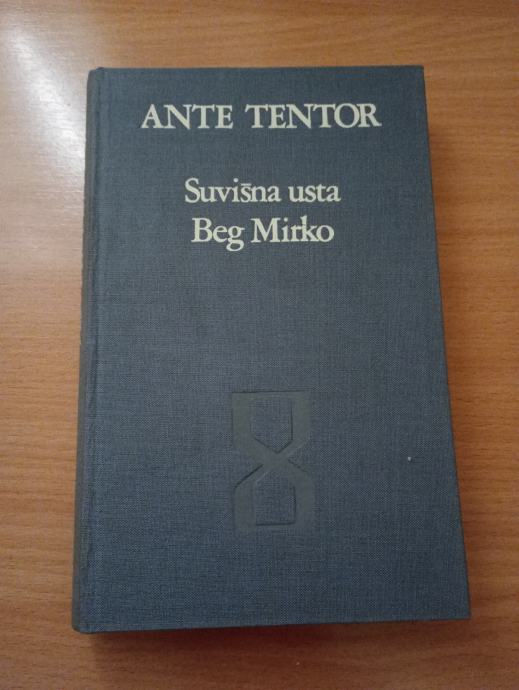 ANTE TENTOR
Suvišna usta
Beg Mirko